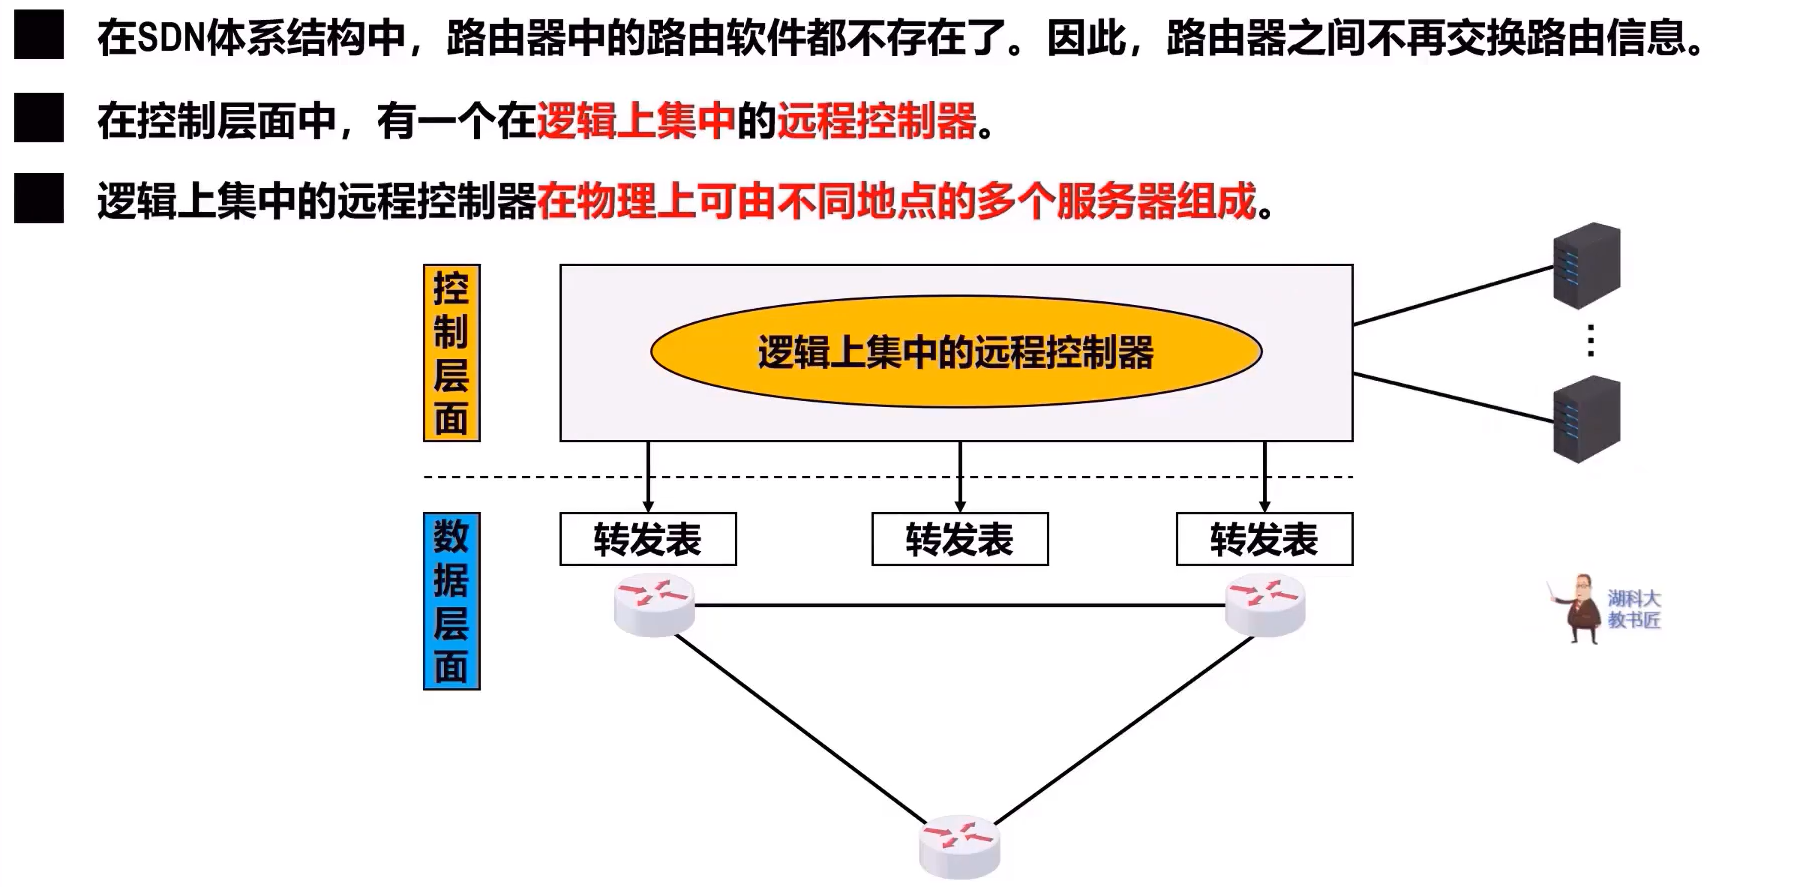 在SDN体系结构中，路由器中的路由软件都不存在了。因此，路由器之间不再交换路由信息。
在控制层面中，有一个在逻辑上集中的远程控制器。
逻辑上集中的远程控制器在物理上可由不同地点的多个服务器组成。
控制层面
逻辑上集中的远程控制器
数据层面
转发表
转发表
转发表
湖科大
教书匠